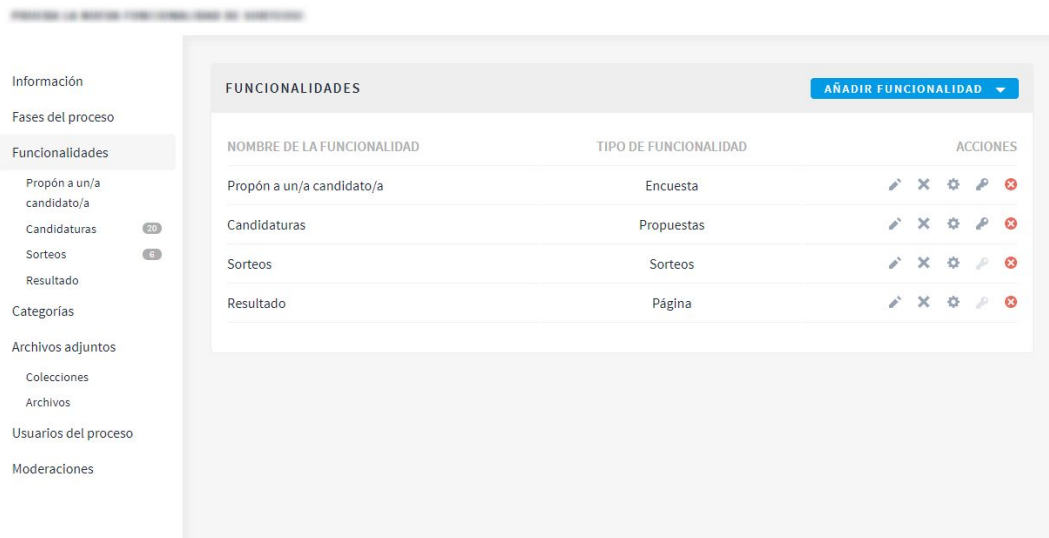 Información
Fases del proceso
Funcionalidades
Propón a un/a
candidato/a
Candidaturas 20
Sorteos 6
Resultado
Categorías
Archivos adjuntos
Colecciones
Archivos
Usuarios del proceso
Moderaciones
FUNCIONALIDADES AÑADIR FUNCIONALIDAD
NOMBRE DE LA FUNCIONALIDAD TIPO DE FUNCIONALIDAD ACCIONES
Propón a un/a candidato/a Encuesta
Candidaturas Propuestas
Sorteos Sorteos
Resultado Página